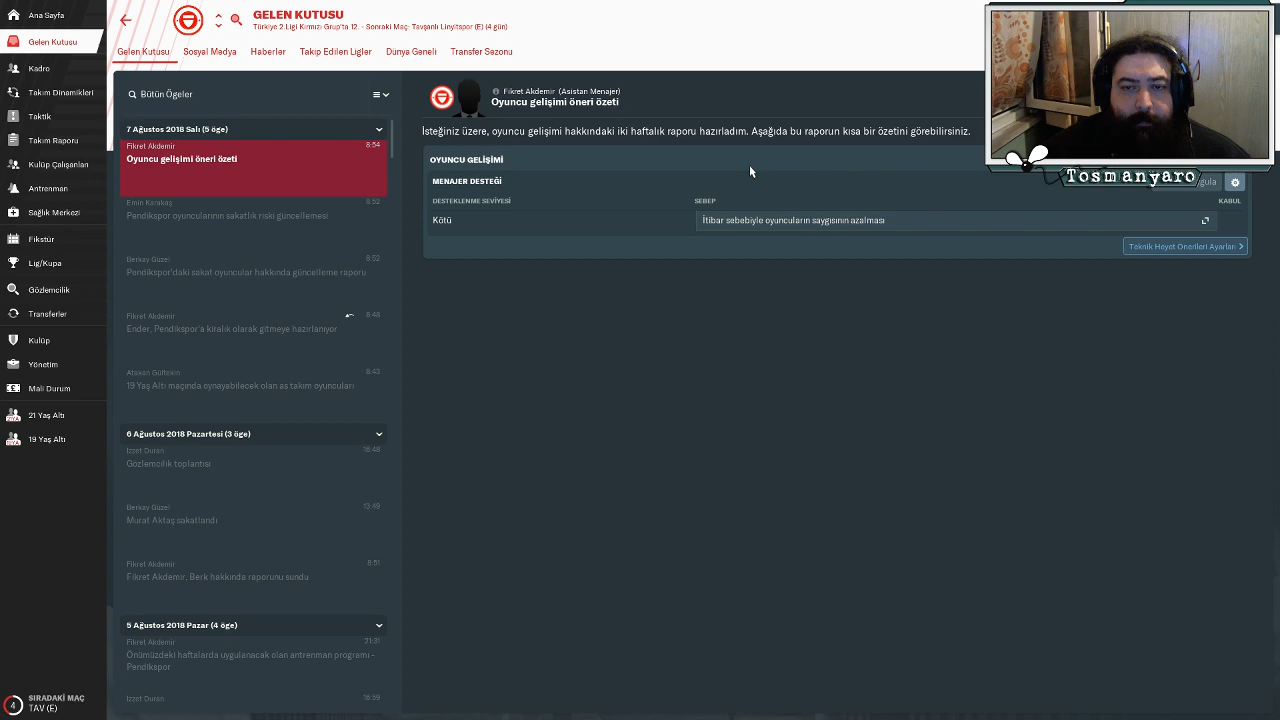 Ana Sayfa
Gelen Kutusu
Kadro
Takım Dinamikleri
Taktik
Takım Raporu
Kulüp Çalışanları
Antrenman
Sağlık Merkezi
Fikstür
Lig/Kupa
Gözlemcilik
Transferler
Kulüp
Yönetim
Mali Durum
21 Yaş Altı
19 Yaş Altı
4
SIRADAKİ MAÇ
TAV (E)
GELEN KUTUSU
Türkiye 2.Ligi Kırmızı Grup'ta 12. - Sonraki Maç: Tavşanlı Linyitspor (E) (4 gün)
Gelen Kutusu Sosyal Medya Haberler Takip Edilen Ligler Dünya Geneli Transfer Sezonu
Bütün Ögeler
7 Ağustos 2018 Salı (5 öge)
Fikret Akdemir 8:54
Oyuncu gelişimi öneri özeti
Emin Karakaş 8:52
Pendikspor oyuncularının sakatlık riski güncellemesi
Berkay Güzel 8:52
Pendikspor'daki sakat oyuncular hakkında güncelleme raporu
Fikret Akdemir 8:48
Ender, Pendikspor'a kiralık olarak gitmeye hazırlanıyor
Ataxan Gültekin 8:43
19 Yaş Altı maçında oynayabilecek olan as takım oyuncuları
6 Ağustos 2018 Pazartesi (3 öge)
İzzet Duran 18:48
Gözlemcilik toplantısı
Berkay Güzel 13:49
Murat Aktaş sakatlandı
Fikret Akdemir 8:51
Fikret Akdemir, Berk hakkında raporunu sundu
5 Ağustos 2018 Pazar (4 öge)
Fikret Akdemir 21:31
Önümüzdeki haftalarda uygulanacak olan antrenman programı -
Pendikspor
İzzet Duran 18:59
Fikret Akdemir (Asistan Menajer)
Oyuncu gelişimi öneri özeti
İsteğiniz üzere, oyuncu gelişimi hakkındaki iki haftalık raporu hazırladım. Aşağıda bu raporun kısa bir özetini görebilirsiniz.
OYUNCU GELİŞİMİ
MENAJER DESTEĞİ
DESTEKLENME SEVİYESİ SEBEP KABUL
Kötü İtibar sebebiyle oyuncuların saygısının azalması
Teknik Heyet Önerileri Ayarları
Tosmanyaro